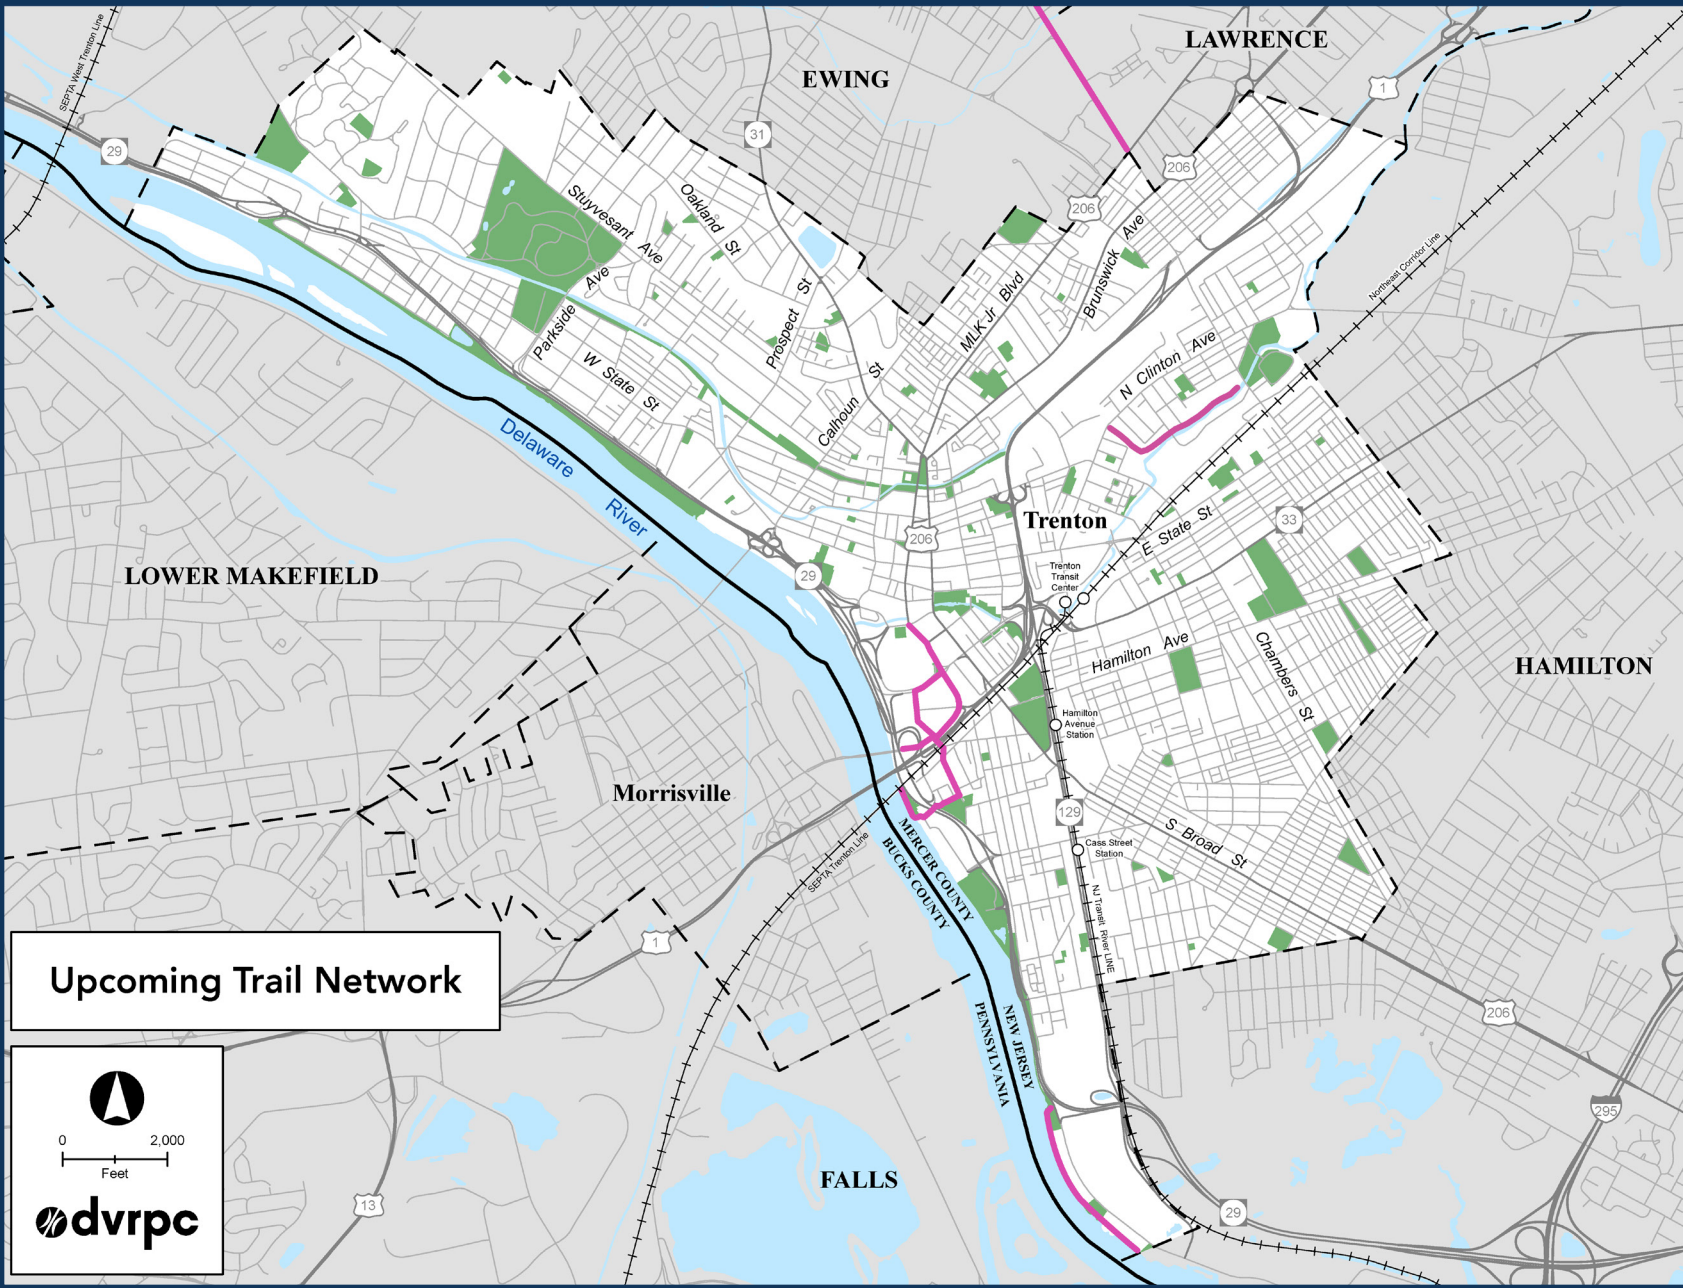 SEPTA West Trenton Line
29
EWING
31
LAWRENCE
1
206
206
Stuyvesant Ave
Oakland St
Parkside Ave
Prospect St
W State St
Calhoun St
MLK Jr Blvd
Brunswick Ave
N Clinton Ave
Northeast Corridor Line
Delaware
River
206
Trenton
E State St
33
29
Trenton
Transit
Center
LOWER MAKEFIELD
Hamilton Ave
Chambers St
HAMILTON
Hamilton
Avenue
Station
Morrisville
129
Cass Street
Station
S Broad St
SEPTA Trenton Line
MERCER COUNTY
BUCKS COUNTY
NJ Transit River LINE
1
Upcoming Trail Network
NEW JERSEY
PENNSYLVANIA
206
295
0 2,000
Feet
dvrpc
13
FALLS
29